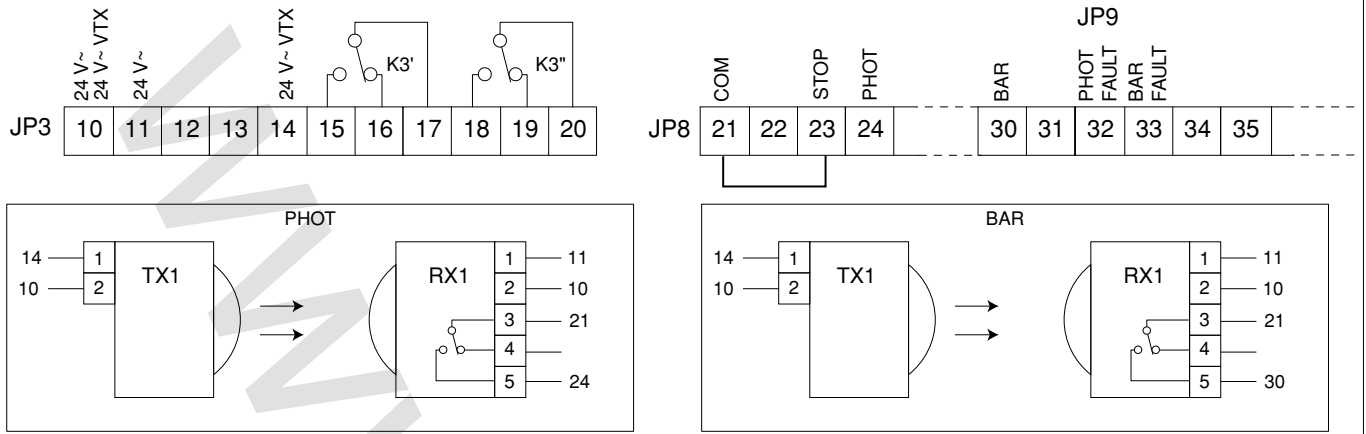 24 V~
24 V~ VTX
24 V~
24 V~ VTX
K3'
K3"
JP3 10 11 12 13 14 15 16 17 18 19 20
JP9
COM
STOP
PHOT
BAR
PHOT
FAULT
BAR
FAULT
JP8 21 22 23 24 30 31 32 33 34 35
PHOT
14 1
10 2
TX1
RX1
1 11
2 10
3 21
4
5 24
BAR
14 1
10 2
TX1
RX1
1 11
2 10
3 21
4
5 30